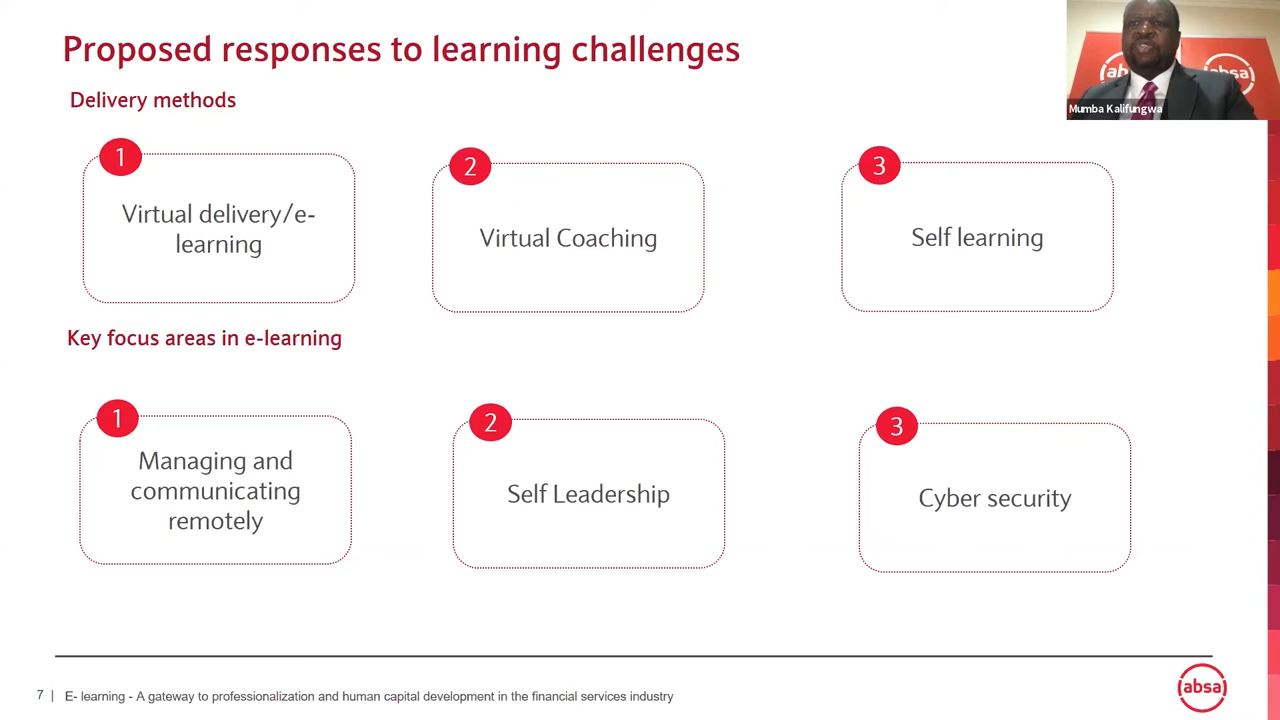 Proposed responses to learning challenges
absa
absa
Mumba Kalifungwa
Delivery methods
1
Virtual delivery/e-
learning
2
Virtual Coaching
3
Self learning
Key focus areas in e-learning
1
Managing and
communicating
remotely
2
Self Leadership
3
Cyber security
7 | E- learning - A gateway to professionalization and human capital development in the financial services industry
absa